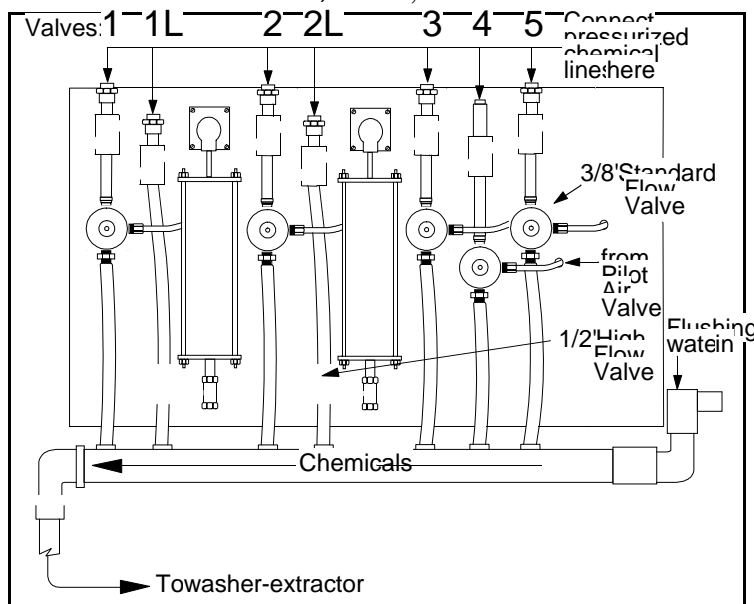 Valves: 1 1L 2 2L 3 4 5
Connect
pressurized
chemical
lines here
3/8" Standard
Flow
Valve
from
Pilot
Air
Valve
1/2" High
Flow
Valve
Flushing
water in
Chemicals
To washer-extractor